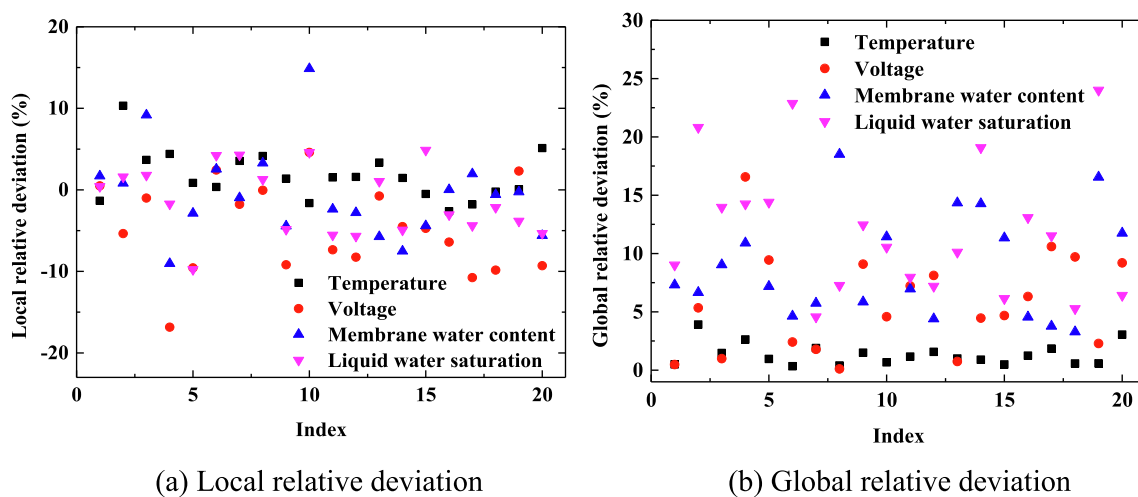 20
10
0
-10
-20
Local relative deviation (%)
Temperature
Voltage
Membrane water content
Liquid water saturation
0
5
10
15
20
Index
(a) Local relative deviation
30
25
20
15
10
5
0
Global relative deviation (%)
Temperature
Voltage
Membrane water content
Liquid water saturation
0
5
10
15
20
Index
(b) Global relative deviation